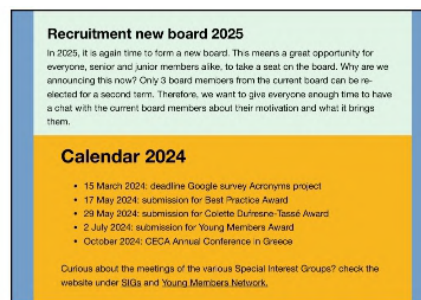 Recruitment new board 2025
In 2025, it is again time to form a new board. This means a great opportunity for
everyone, senior and junior members alike, to take a seat on the board. Why are we
announcing this now? Only 3 board members from the current board can be re-
elected for a second term. Therefore, we want to give everyone enough time to have
a chat with the current board members about their motivation and what it brings
them.
Calendar 2024
• 15 March 2024: deadline Google survey Acronyms project
• 17 May 2024: submission for Best Practice Award
• 29 May 2024: submission for Colette Dufresne-Tassé Award
• 2 July 2024: submission for Young Members Award
• October 2024: CECA Annual Conference in Greece
Curious about the meetings of the various Special Interest Groups? check the
website under SIGs and Young Members Network.